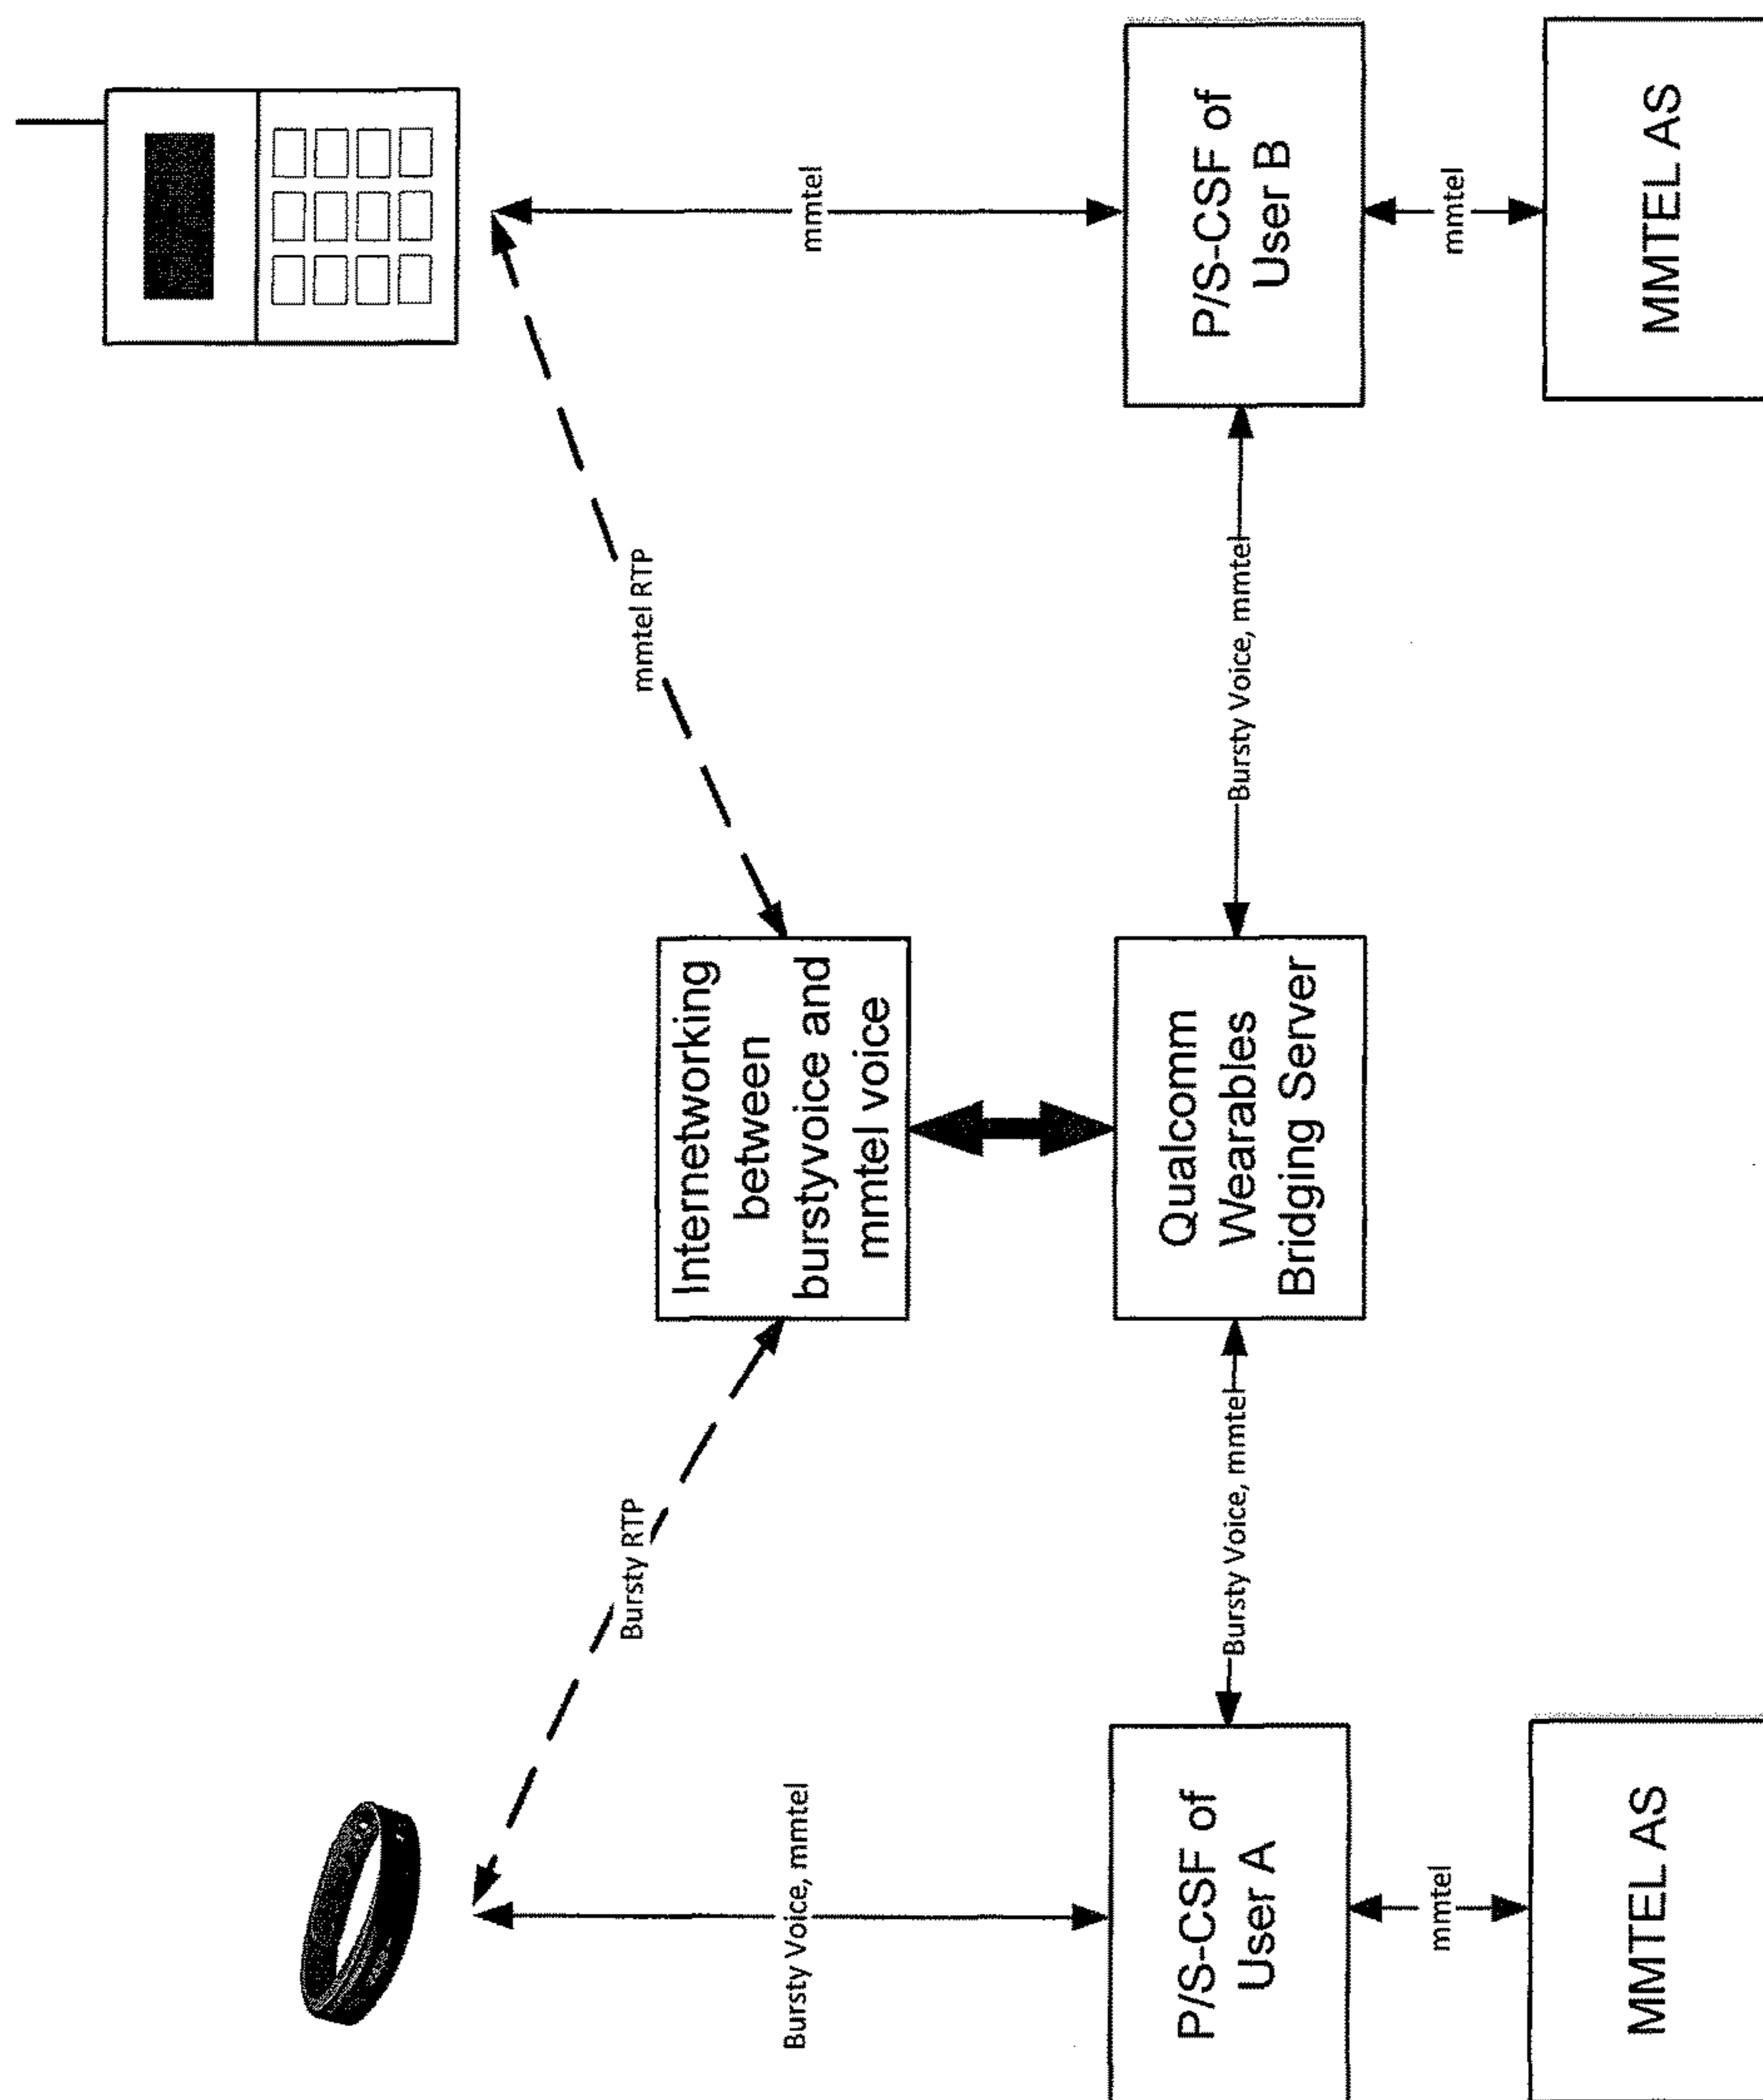 Bursty RTP
mmtel RTP
Bursty Voice, mmtel
mmtel
Internetworking
between
burstyvoice and
mmtel voice
P/S-CSF of
User A
Bursty Voice, mmtel
Qualcomm
Wearables
Bridging Server
Bursty Voice, mmtel
P/S-CSF of
User B
mmtel
mmtel
MMTEL AS
MMTEL AS